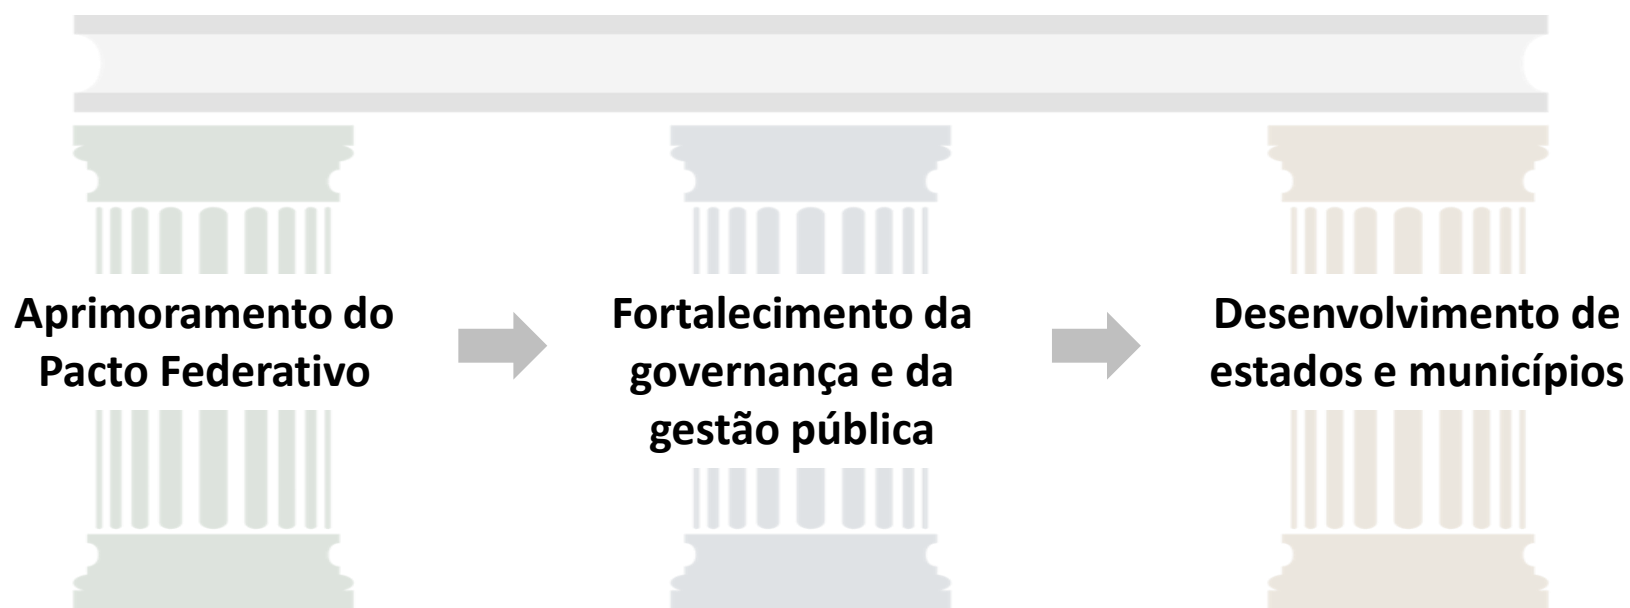 Aprimoramento do
Pacto Federativo
Fortalecimento da
governança e da
gestão pública
Desenvolvimento de
estados e municípios